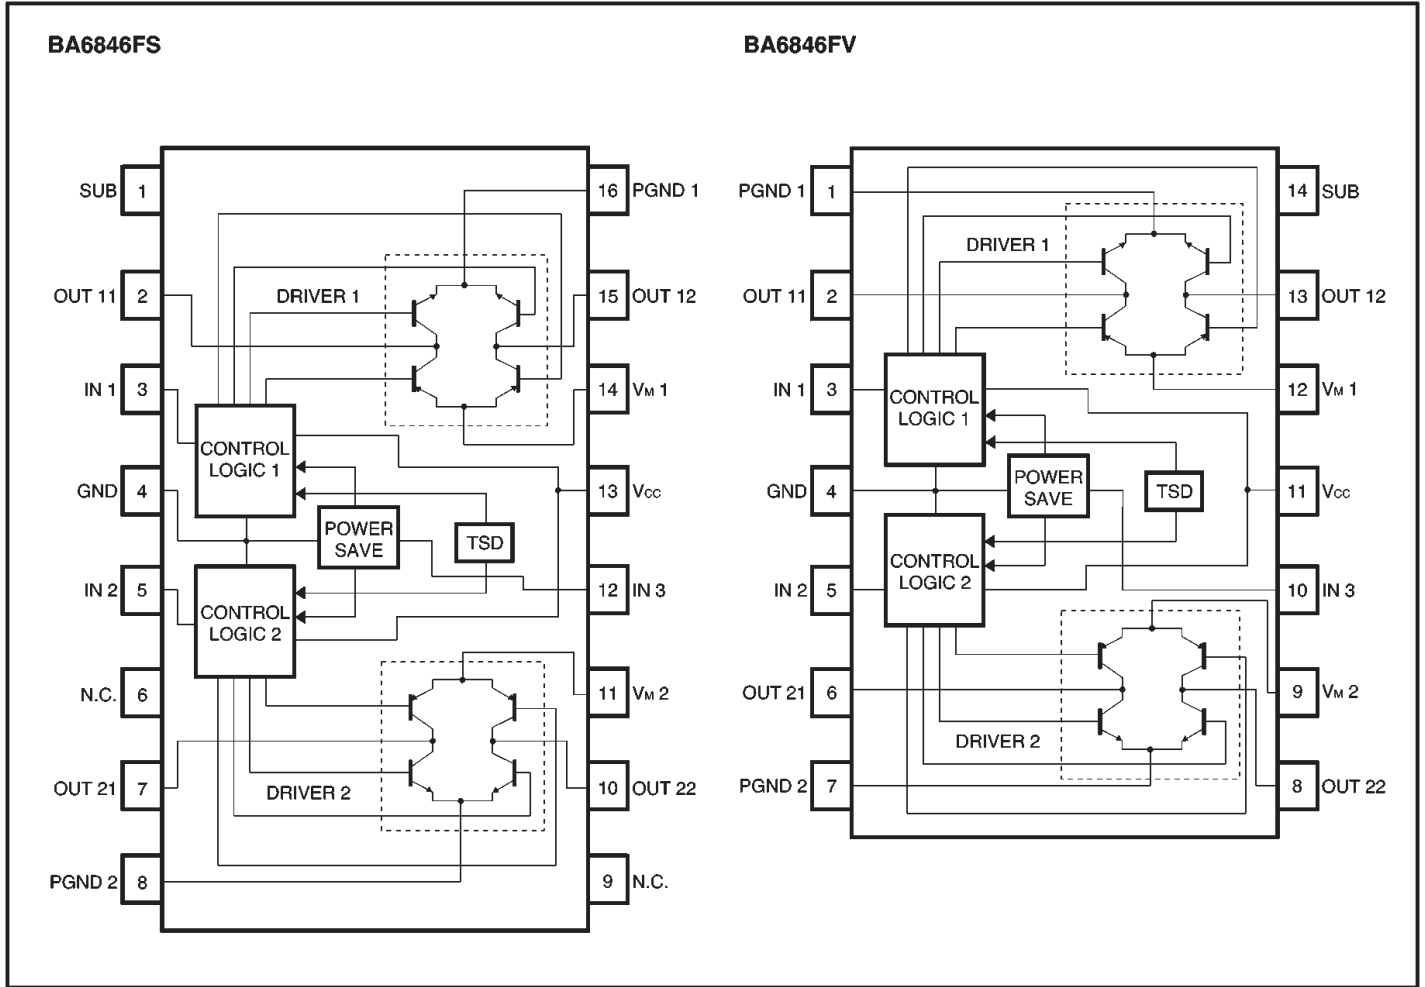 BA6846FS
SUB 1
16 PGND 1
OUT 11 2
DRIVER 1
15 OUT 12
IN 1 3
14 VM 1
CONTROL
LOGIC 1
GND 4
13 VCC
POWER
SAVE
TSD
IN 2 5
12 IN 3
CONTROL
LOGIC 2
N.C. 6
11 VM 2
OUT 21 7
DRIVER 2
10 OUT 22
PGND 2 8
9 N.C.
BA6846FV
PGND 1 1
14 SUB
DRIVER 1
OUT 11 2
13 OUT 12
IN 1 3
12 VM 1
CONTROL
LOGIC 1
GND 4
POWER
SAVE
TSD
11 VCC
CONTROL
LOGIC 2
IN 2 5
10 IN 3
OUT 21 6
9 VM 2
DRIVER 2
PGND 2 7
8 OUT 22